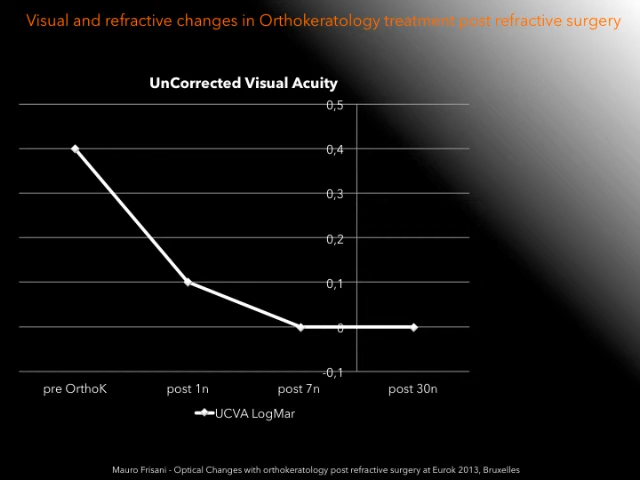 Visual and refractive changes in Orthokeratology treatment post refractive surgery
UnCorrected Visual Acuity
0,5
0,4
0,3
0,2
0,1
0
-0,1
pre OrthoK
post 1n
post 7n
post 30n
UCVA LogMar
Mauro Frisani - Optical Changes with orthokeratology post refractive surgery at Eurok 2013, Bruxelles